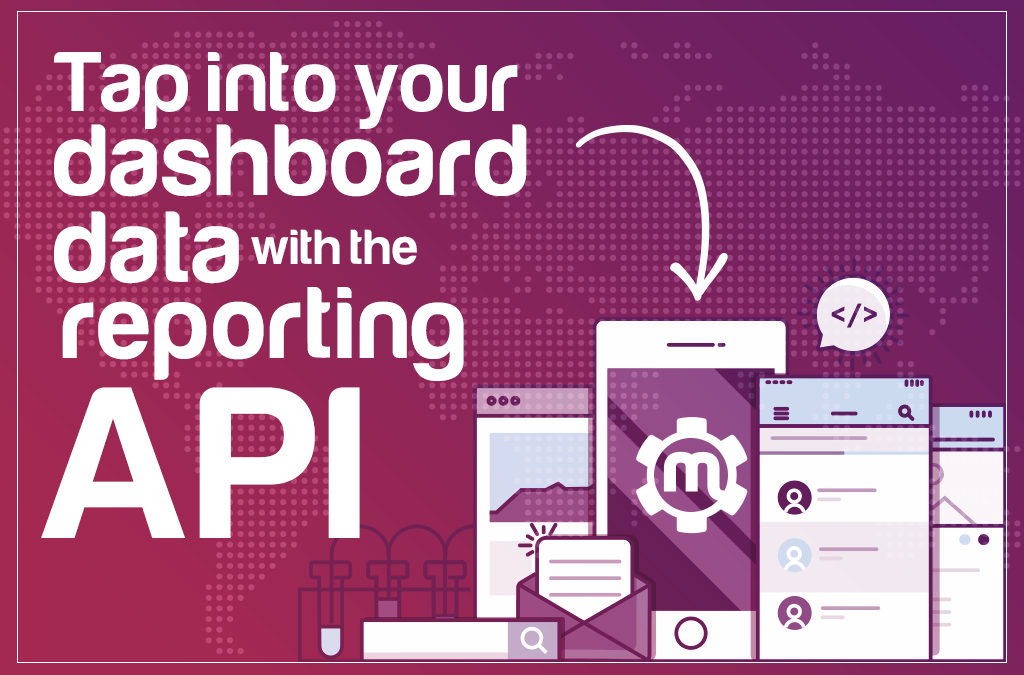 Tap into your
dashboard
data with the
reporting
API
</>
m